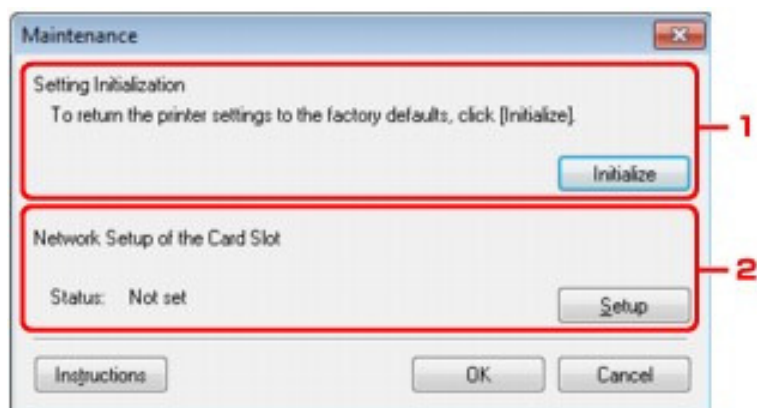 Maintenance
Setting Initialization
To return the printer settings to the factory defaults, click [Initialize].
1
Initialize
Network Setup of the Card Slot
2
Status: Not set
Setup
Instructions OK Cancel